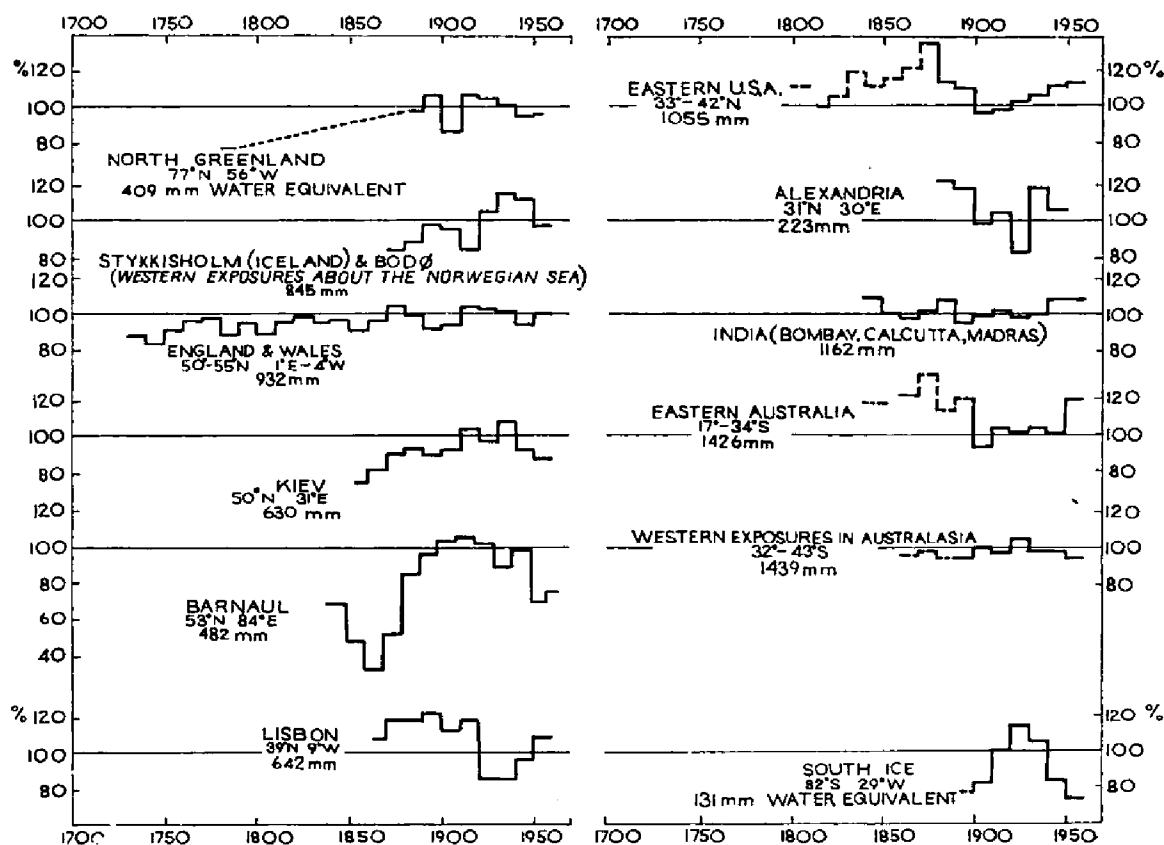 1700 1750 1800 1850 1900 1950
1700 1750 1800 1850 1900 1950
%120
100
80
NORTH GREENLAND
77°N 56°W
409 mm WATER EQUIVALENT
120
100
80
STYKKISHOLM (ICELAND) & BODØ
(WESTERN EXPOSURES ABOUT THE NORWEGIAN SEA)
845 mm
120
100
80
ENGLAND & WALES
50°-55°N 1°E-4°W
932 mm
120
100
80
KIEV
50°N 31°E
630 mm
120
100
80
60
40
BARNAUL
53°N 84°E
482 mm
% 120
100
80
LISBON
39°N 9°W
642 mm
1700 1750 1800 1850 1900 1950
120%
100
80
EASTERN U.S.A.
33°-42°N
1055 mm
120
100
80
ALEXANDRIA
31°N 30°E
223 mm
120
100
80
INDIA (BOMBAY, CALCUTTA, MADRAS)
1162 mm
120
100
80
EASTERN AUSTRALIA
17°-34°S
1426 mm
120
100
80
WESTERN EXPOSURES IN AUSTRALASIA
32°-43°S
1439 mm
120 %
100
80
SOUTH ICE
82°S 29°W
131 mm WATER EQUIVALENT
1700 1750 1800 1850 1900 1950